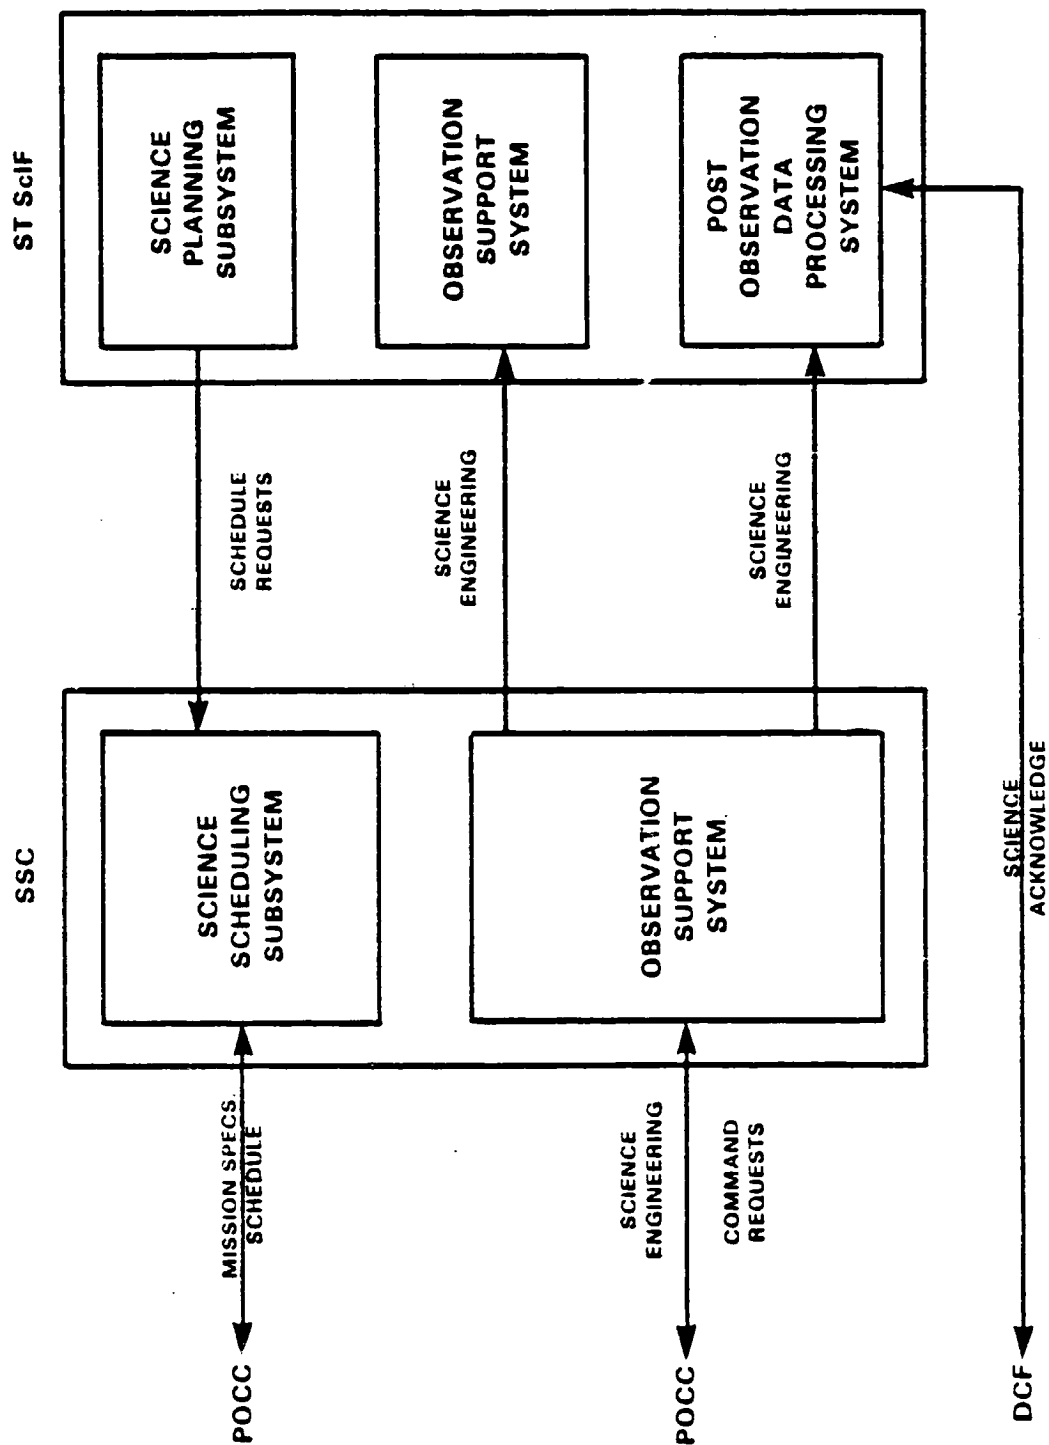 ST ScIF
SCIENCE
PLANNING
SUBSYSTEM
OBSERVATION
SUPPORT
SYSTEM
POST
OBSERVATION
DATA
PROCESSING
SYSTEM
SCHEDULE
REQUESTS
SCIENCE
ENGINEERING
SCIENCE
ENGINEERING
SSC
SCIENCE
SCHEDULING
SUBSYSTEM
OBSERVATION
SUPPORT
SYSTEM.
SCIENCE
ACKNOWLEDGE
MISSION SPECS.
SCHEDULE
SCIENCE
ENGINEERING
COMMAND
REQUESTS
POCC
POCC
DCF